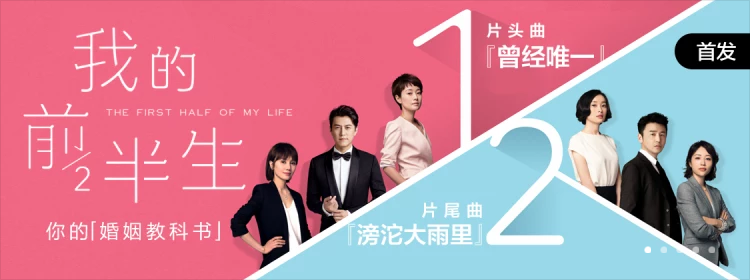 我的
THE FIRST HALF OF MY LIFE
前
1/2
半生
你的「婚姻教科书」
1
片头曲
『曾经唯一』
首发
2
片尾曲
『滂沱大雨里』